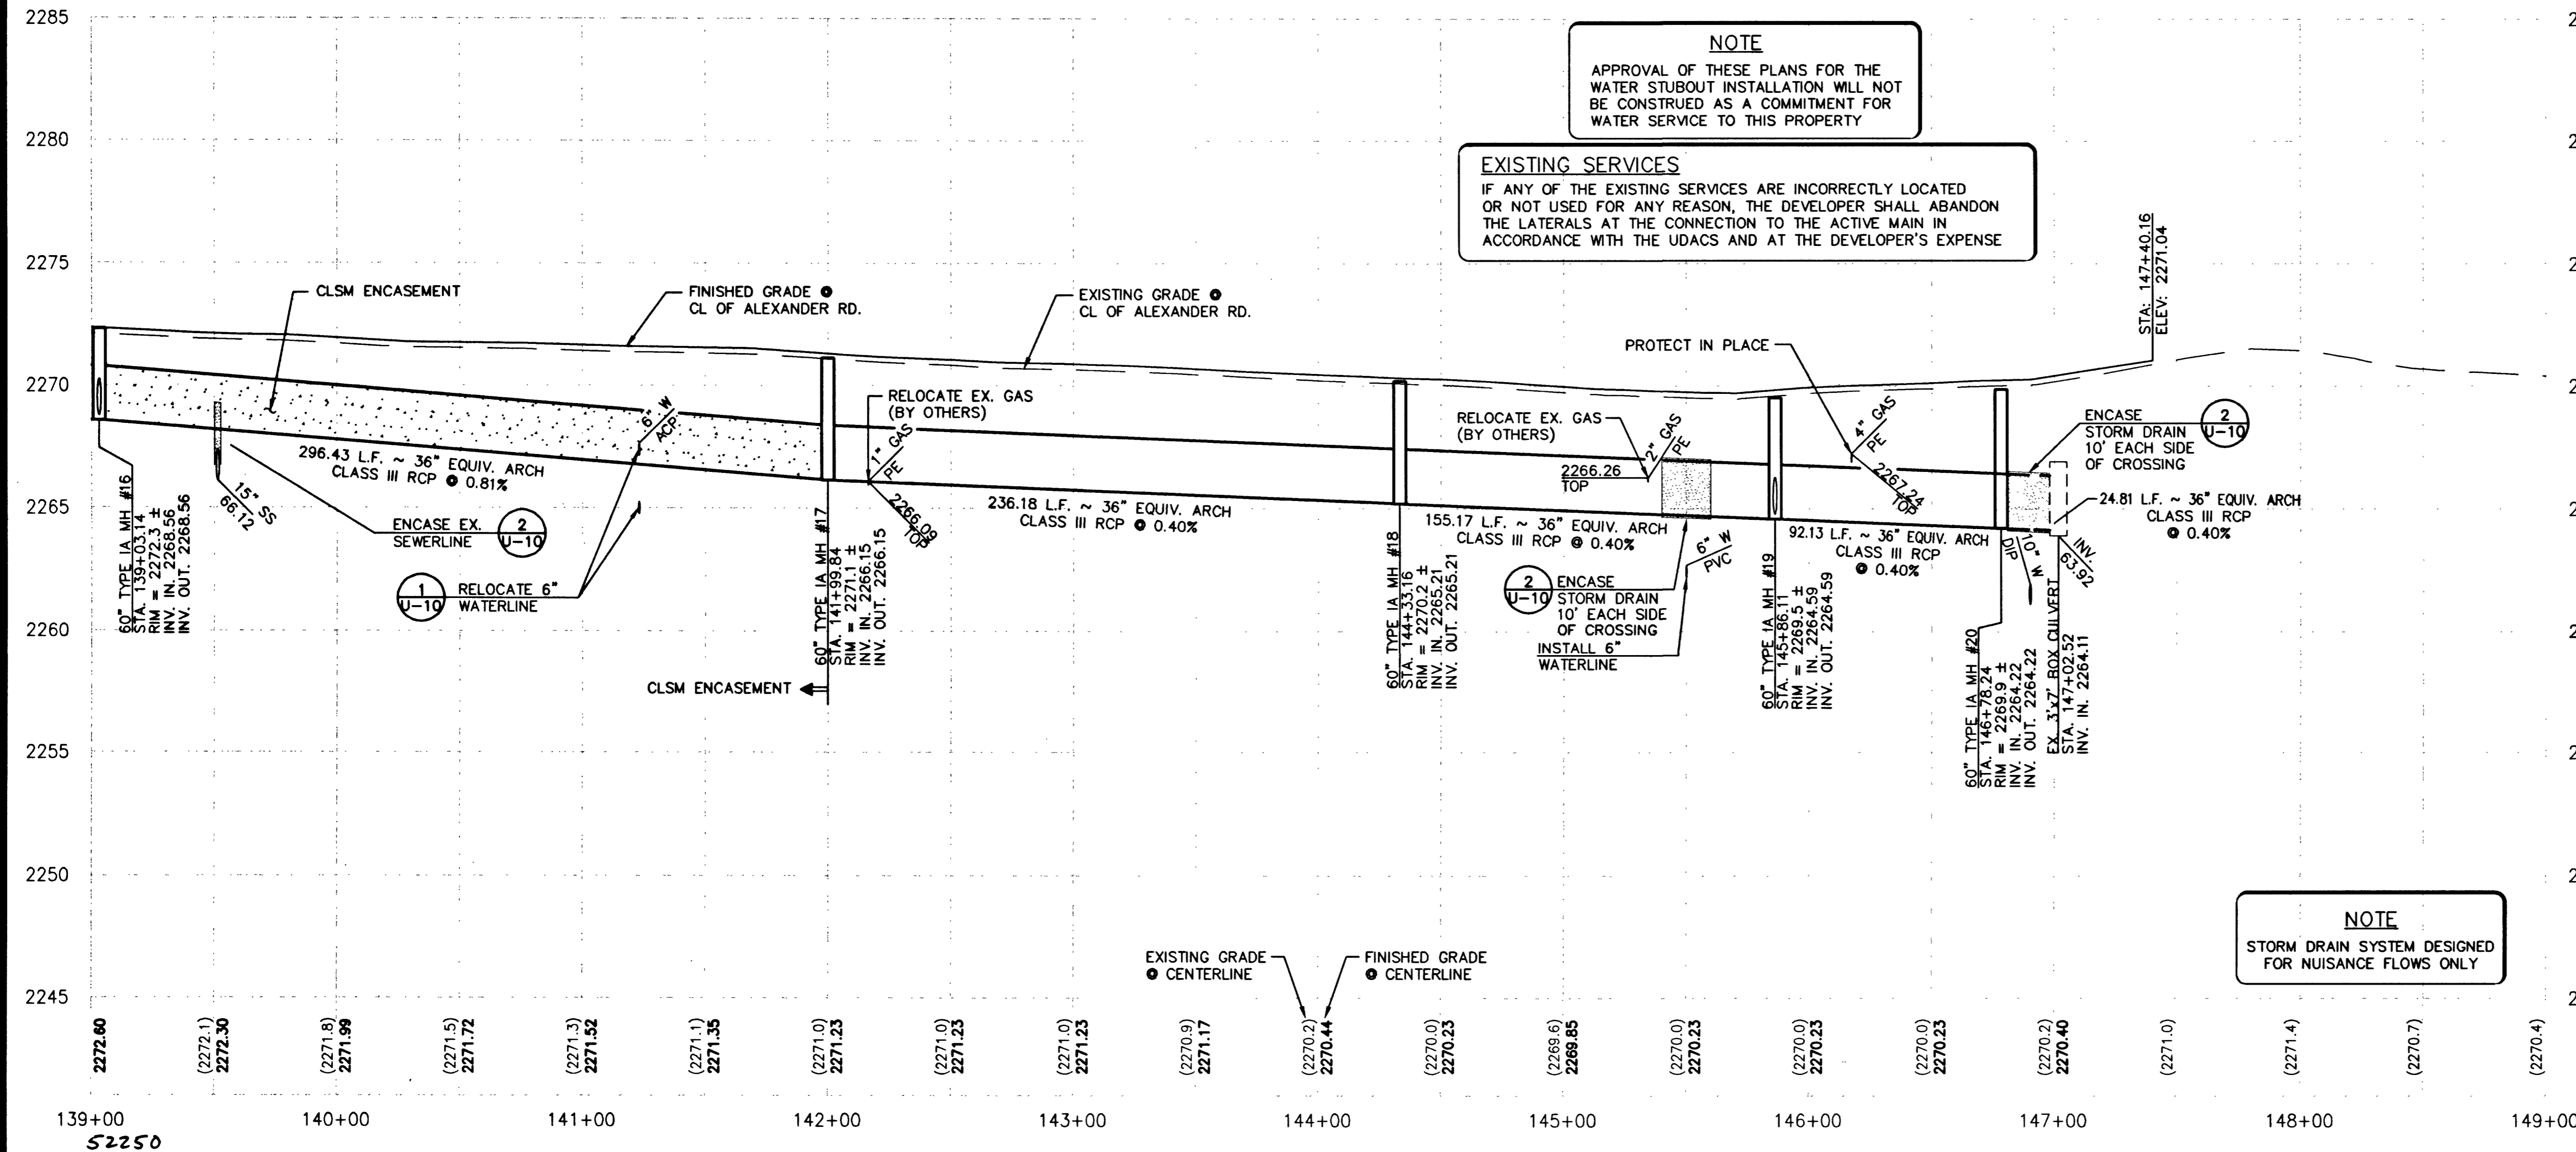 2285
2280
2275
2270
2265
2260
2255
2250
2245
NOTE
APPROVAL OF THESE PLANS FOR THE
WATER STUBOUT INSTALLATION WILL NOT
BE CONSTRUED AS A COMMITMENT FOR
WATER SERVICE TO THIS PROPERTY
EXISTING SERVICES
IF ANY OF THE EXISTING SERVICES ARE INCORRECTLY LOCATED
OR NOT USED FOR ANY REASON, THE DEVELOPER SHALL ABANDON
THE LATERALS AT THE CONNECTION TO THE ACTIVE MAIN IN
ACCORDANCE WITH THE UDACS AND AT THE DEVELOPER'S EXPENSE
STA: 147+40.16
ELEV: 2271.04
CLSM ENCASEMENT
FINISHED GRADE @
CL OF ALEXANDER RD.
EXISTING GRADE @
CL OF ALEXANDER RD.
PROTECT IN PLACE
6" W
ACP
RELOCATE EX. GAS
(BY OTHERS)
1" GAS
PE
2266.09
TOP
RELOCATE EX. GAS
(BY OTHERS)
2" GAS
PE
2266.26
TOP
4" GAS
PE
2267.24
TOP
ENCASE
STORM DRAIN
10' EACH SIDE
OF CROSSING
2
U-10
296.43 L.F. ~ 36" EQUIV. ARCH
CLASS III RCP @ 0.81%
236.18 L.F. ~ 36" EQUIV. ARCH
CLASS III RCP @ 0.40%
155.17 L.F. ~ 36" EQUIV. ARCH
CLASS III RCP @ 0.40%
92.13 L.F. ~ 36" EQUIV. ARCH
CLASS III RCP
@ 0.40%
24.81 L.F. ~ 36" EQUIV. ARCH
CLASS III RCP
@ 0.40%
60" TYPE IA MH #16
STA. 139+03.14
RIM = 2272.3 ±
INV. IN. 2268.56
INV. OUT. 2268.56
15" SS
66.12
ENCASE EX.
SEWERLINE
2
U-10
1
U-10
RELOCATE 6"
WATERLINE
60" TYPE IA MH #17
STA. 141+99.84
RIM = 2271.1 ±
INV. IN. 2266.15
INV. OUT. 2266.15
CLSM ENCASEMENT
60" TYPE IA MH #18
STA. 144+33.16
RIM = 2270.2 ±
INV. IN. 2265.21
INV. OUT. 2265.21
2
U-10
ENCASE
STORM DRAIN
10' EACH SIDE
OF CROSSING
INSTALL 6"
WATERLINE
6" W
PVC
60" TYPE IA MH #19
STA. 145+86.11
RIM = 2269.5 ±
INV. IN. 2264.59
INV. OUT. 2264.59
10" W
DIP
60" TYPE IA MH #20
STA. 146+78.24
RIM = 2269.9 ±
INV. IN. 2264.22
INV. OUT. 2264.22
INV.
63.92
EX. 3'x7' BOX CULVERT
STA. 147+02.52
INV. IN. 2264.11
NOTE
STORM DRAIN SYSTEM DESIGNED
FOR NUISANCE FLOWS ONLY
EXISTING GRADE
@ CENTERLINE
FINISHED GRADE
@ CENTERLINE
2272.60
(2272.1)
2272.30
(2271.8)
2271.99
(2271.5)
2271.72
(2271.3)
2271.52
(2271.1)
2271.35
(2271.0)
2271.23
(2271.0)
2271.23
(2271.0)
2271.23
(2270.9)
2271.17
(2270.2)
2270.44
(2270.0)
2270.23
(2269.6)
2269.85
(2270.0)
2270.23
(2270.0)
2270.23
(2270.0)
2270.23
(2270.2)
2270.40
(2271.0)
(2271.4)
(2270.7)
(2270.4)
139+00
140+00
141+00
142+00
143+00
144+00
145+00
146+00
147+00
148+00
149+00
52250